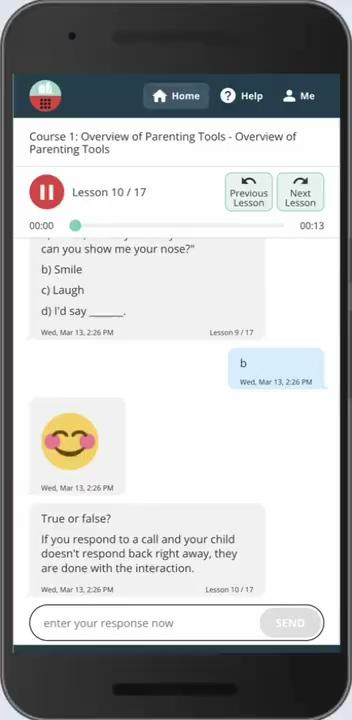 Home
Help
Me
Course 1: Overview of Parenting Tools - Overview of
Parenting Tools
Lesson 10 / 17
Previous
Lesson
Next
Lesson
00:00
00:13
can you show me your nose?"
b) Smile
c) Laugh
d) I'd say ______.
Wed, Mar 13, 2:26 PM
Lesson 9 / 17
b
Wed, Mar 13, 2:26 PM
Wed, Mar 13, 2:26 PM
True or false?
If you respond to a call and your child
doesn't respond back right away, they
are done with the interaction.
Wed, Mar 13, 2:26 PM
Lesson 10 / 17
enter your response now
SEND